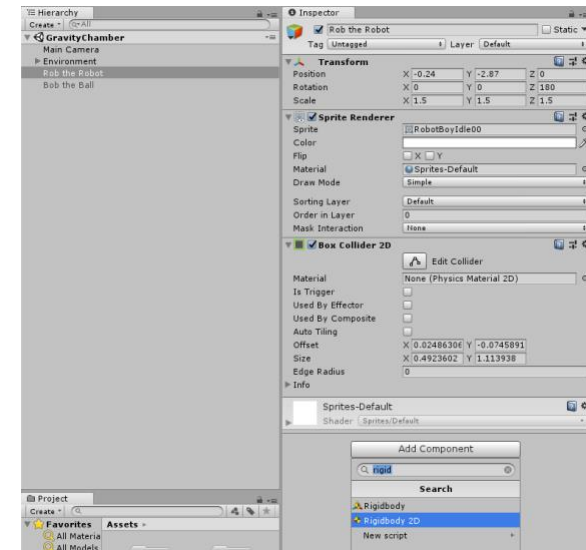 Hierarchy
Create
All
GravityChamber
Main Camera
Environment
Rob the Robot
Bob the Ball
Inspector
Rob the Robot
Static
Tag Untagged Layer Default
Transform
Position X -0.24 Y -2.87 Z 0
Rotation X 0 Y 0 Z 180
Scale X 1.5 Y 1.5 Z 1.5
Sprite Renderer
Sprite RobotBoyIdle00
Color
Flip X Y
Material Sprites-Default
Draw Mode Simple
Sorting Layer Default
Order in Layer 0
Mask Interaction None
Box Collider 2D
Edit Collider
Material None (Physics Material 2D)
Is Trigger
Used By Effector
Used By Composite
Auto Tiling
Offset X 0.02486306 Y -0.0745891
Size X 0.4923602 Y 1.113938
Edge Radius 0
Info
Sprites-Default
Shader Sprites/Default
Add Component
rigid
Search
Rigidbody
Rigidbody 2D
New script
Project
Create
Favorites
All Materia
All Models
Assets